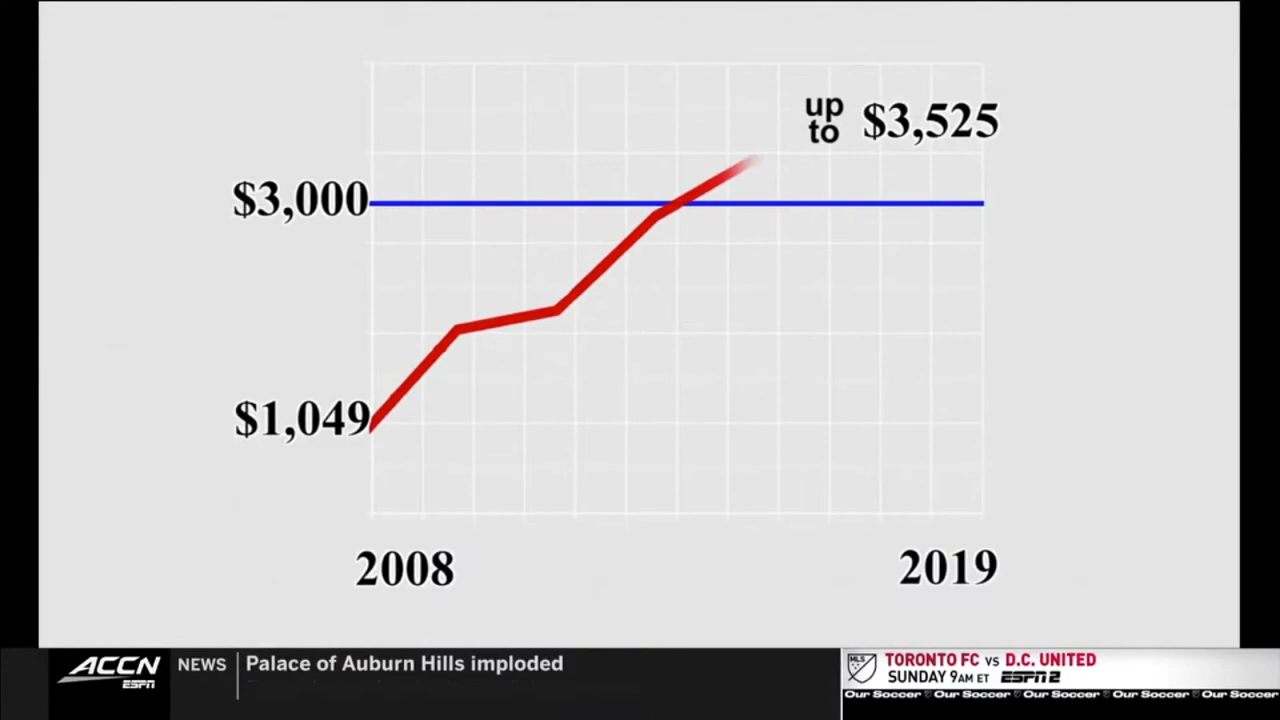 up
to
$3,525
$3,000
$1,049
2008
2019
ACCN
ESPN
NEWS
Palace of Auburn Hills imploded
MLS
TORONTO FC vs D.C. UNITED
SUNDAY 9AM ET ESPN2
Our Soccer Our Soccer Our Soccer Our Soccer Our Soccer